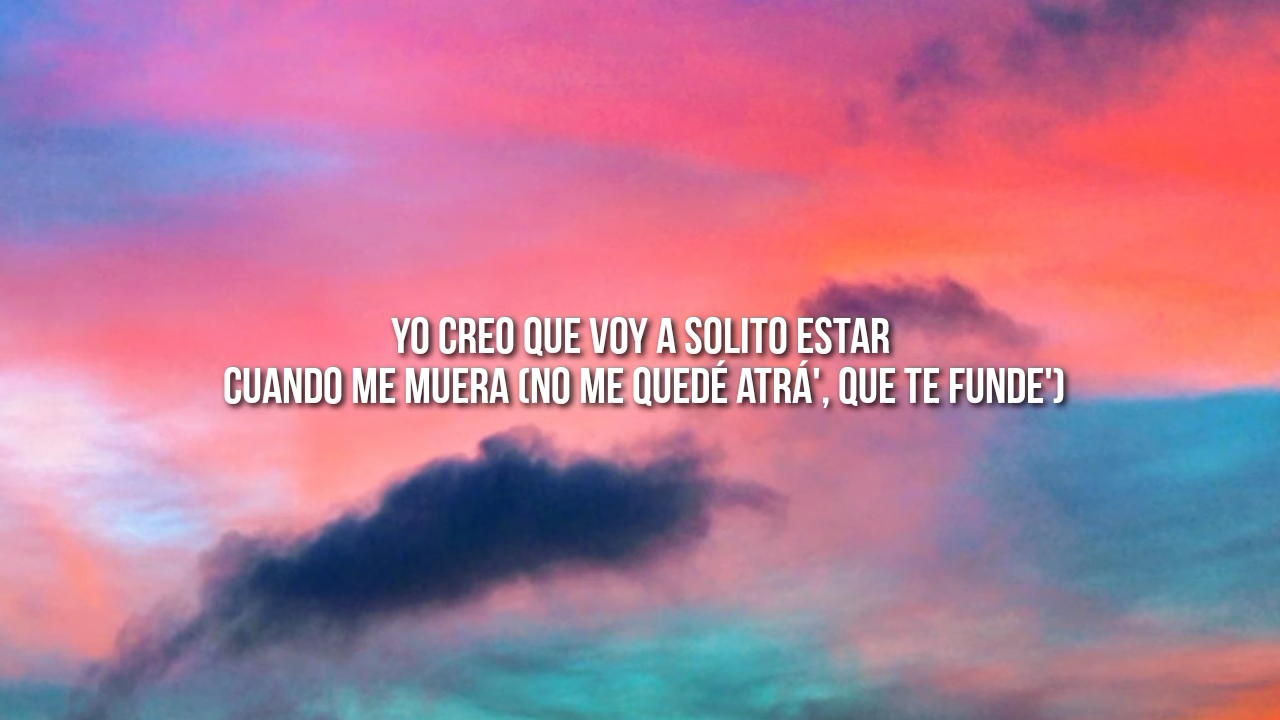 YO CREO QUE VOY A SOLITO ESTAR
CUANDO ME MUERA (NO ME QUEDÉ ATRÁ', QUE TE FUNDE')